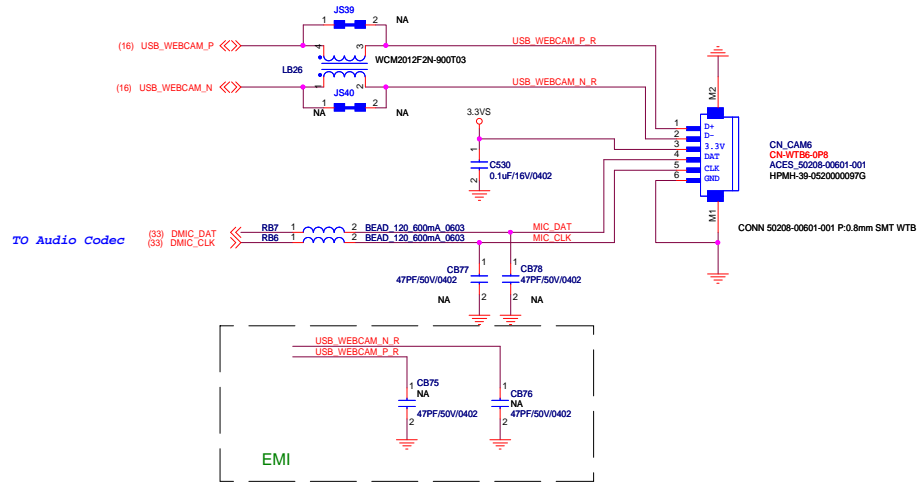 JS39
1 2 NA
(16) USB_WEBCAM_P
4 3
USB_WEBCAM_P_R
WCM2012F2N-900T03
LB26
(16) USB_WEBCAM_N
1 2
USB_WEBCAM_N_R
JS40
1 2
NA NA
3.3VS
1
C530
0.1uF/16V/0402
2
M2
1 D+
2 D-
3 3.3V
4 DAT
5 CLK
6 GND
M1
CN_CAM6
CN-WTB6-0P8
ACES_50208-00601-001
HPMH-39-0520000097G
CONN 50208-00601-001 P:0.8mm SMT WTB
TO Audio Codec
(33) DMIC_DAT
RB7 1 2 BEAD_120_600mA_0603
MIC_DAT
(33) DMIC_CLK
RB6 1 2 BEAD_120_600mA_0603
MIC_CLK
1
CB77
47PF/50V/0402
2
NA
1
CB78
47PF/50V/0402
2
NA
USB_WEBCAM_N_R
USB_WEBCAM_P_R
1
CB75
NA
47PF/50V/0402
2
1
CB76
NA
47PF/50V/0402
2
EMI